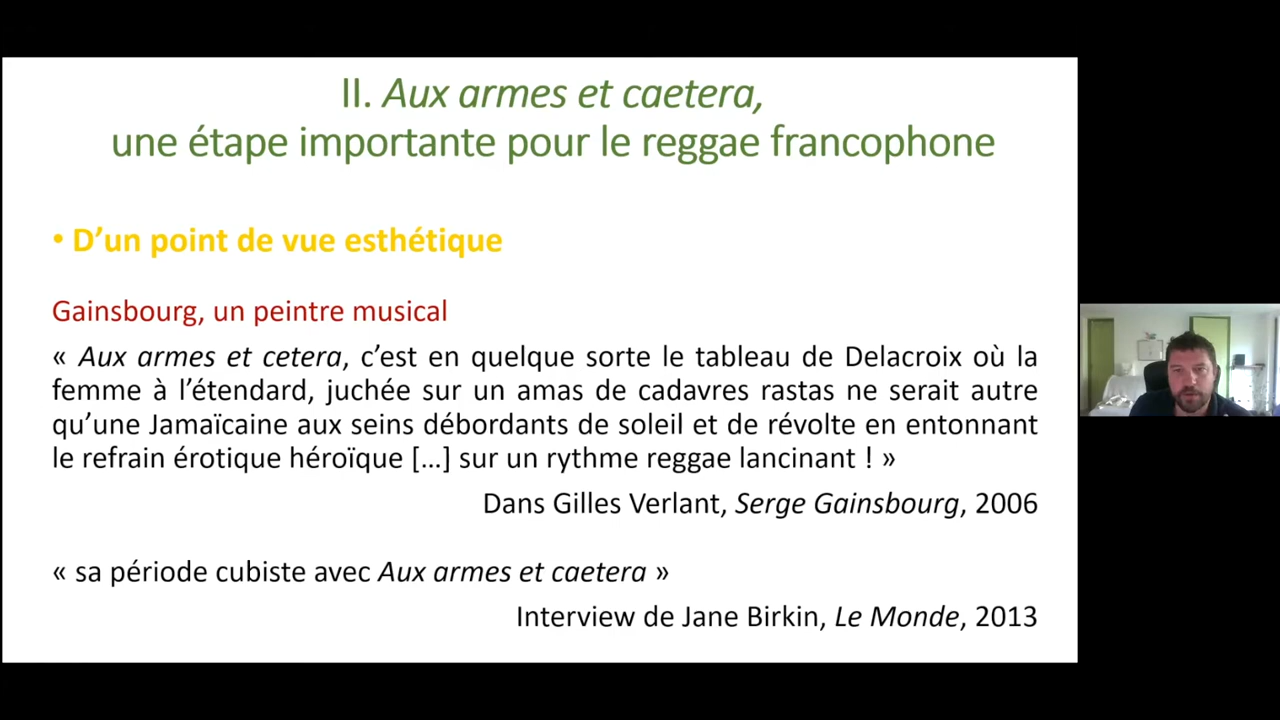 II. Aux armes et caetera,
une étape importante pour le reggae francophone
• D’un point de vue esthétique
Gainsbourg, un peintre musical
« Aux armes et cetera, c’est en quelque sorte le tableau de Delacroix où la
femme à l’étendard, juchée sur un amas de cadavres rastas ne serait autre
qu’une Jamaïcaine aux seins débordants de soleil et de révolte en entonnant
le refrain érotique héroïque […] sur un rythme reggae lancinant ! »
Dans Gilles Verlant, Serge Gainsbourg, 2006
« sa période cubiste avec Aux armes et caetera »
Interview de Jane Birkin, Le Monde, 2013